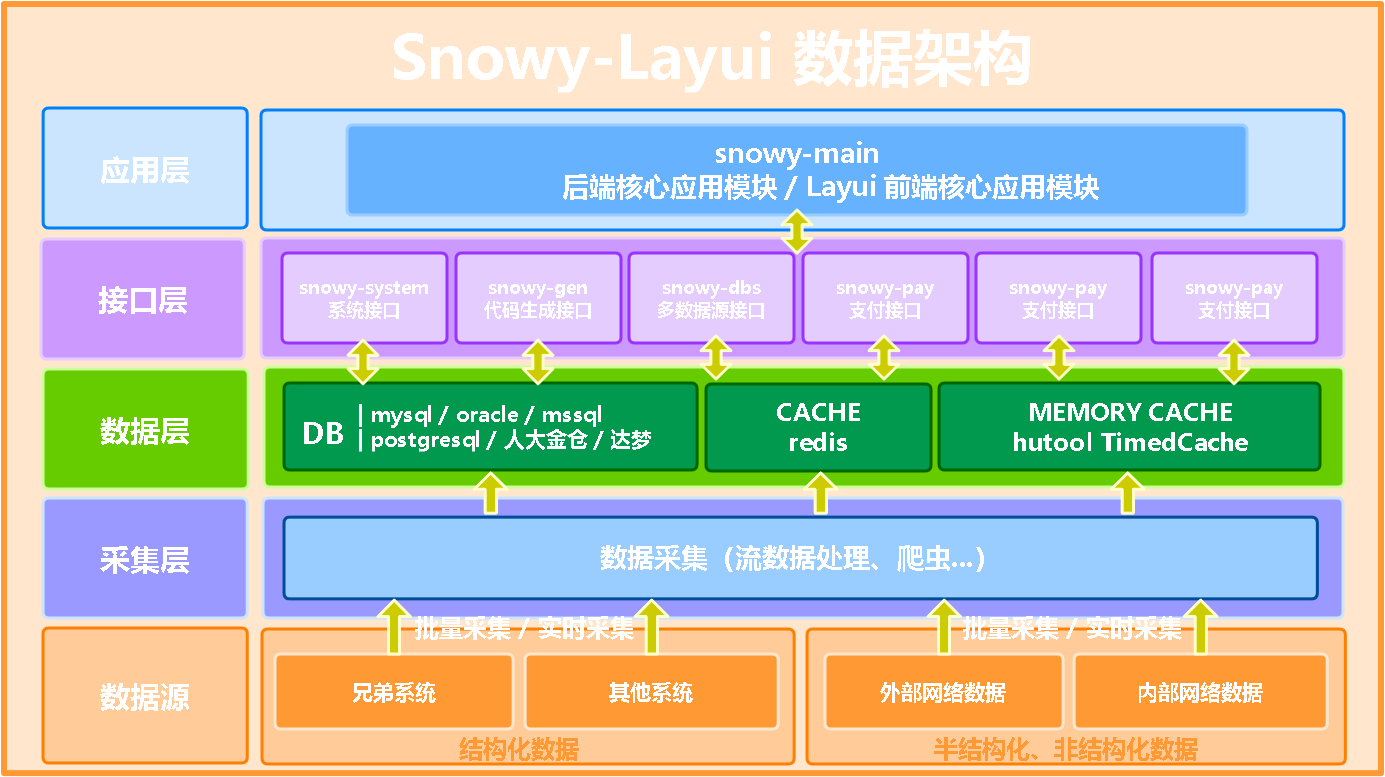 Snowy-Layui 数据架构
应用层
snowy-main
后端核心应用模块 / Layui 前端核心应用模块
接口层
snowy-system
系统接口
snowy-gen
代码生成接口
snowy-dbs
多数据源接口
snowy-pay
支付接口
snowy-pay
支付接口
snowy-pay
支付接口
数据层
DB
| mysql / oracle / mssql
| postgresql / 人大金仓 / 达梦
CACHE
redis
MEMORY CACHE
hutool TimedCache
采集层
数据采集（流数据处理、爬虫...）
批量采集 / 实时采集
批量采集 / 实时采集
数据源
兄弟系统
其他系统
外部网络数据
内部网络数据
结构化数据
半结构化、非结构化数据